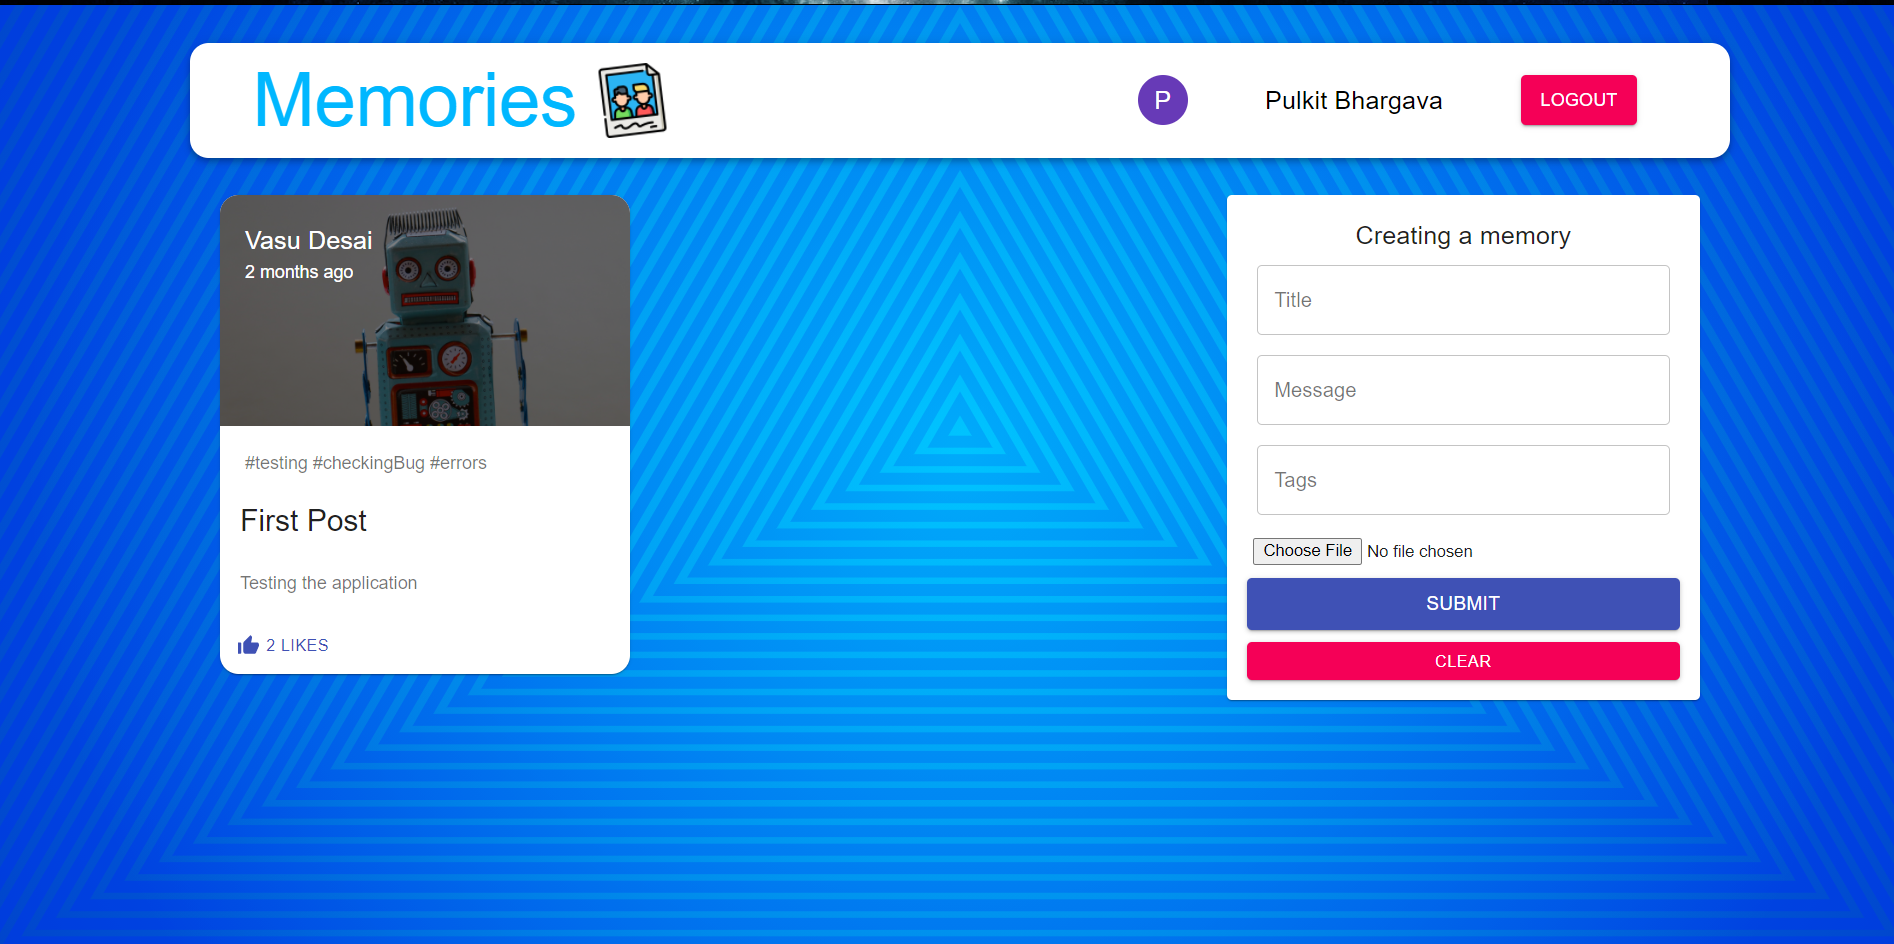 Memories
P
Pulkit Bhargava
LOGOUT
Vasu Desai
2 months ago
#testing #checkingBug #errors
First Post
Testing the application
2 LIKES
Creating a memory
Title
Message
Tags
Choose File No file chosen
SUBMIT
CLEAR